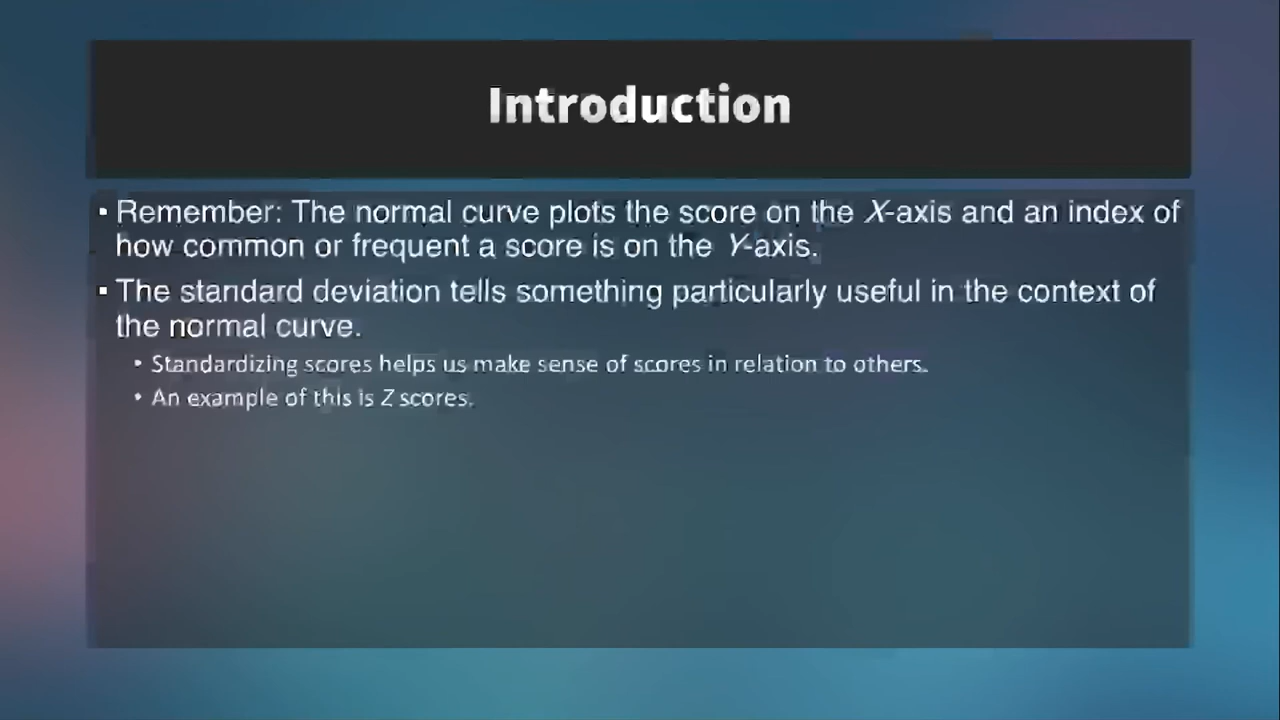 Introduction
▪ Remember: The normal curve plots the score on the X-axis and an index of
how common or frequent a score is on the Y-axis.
▪ The standard deviation tells something particularly useful in the context of
the normal curve.
• Standardizing scores helps us make sense of scores in relation to others.
• An example of this is Z scores.